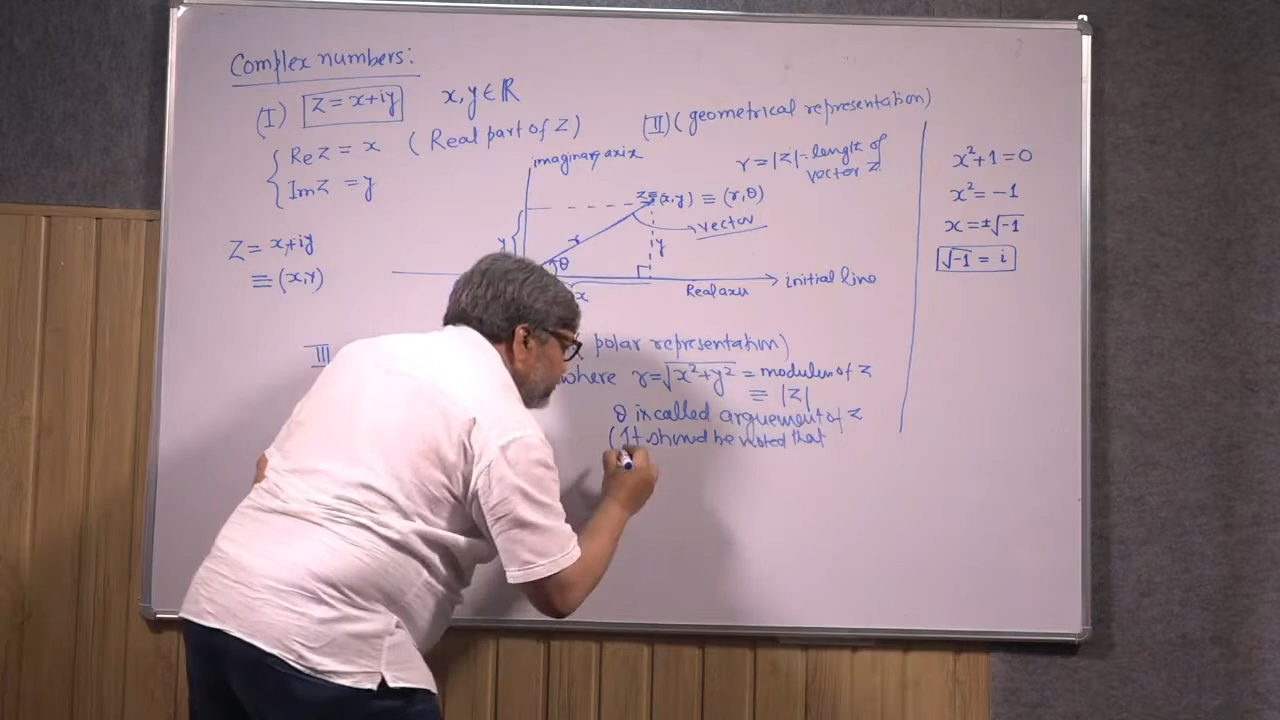 Complex numbers:
(I) Z = x+iy x, y ∈ ℝ
Re Z = x (Real part of Z)
Im Z = y
Z = x+iy
≡ (x,y)
(II) (geometrical representation)
imaginary axis
r = |Z| = length of
vector Z
Z ≡ (x,y) ≡ (r,θ)
vector
y
r
y
θ
initial line
x
Real axis
III
polar representation)
where r = √x²+y² = modulus of z
≡ |Z|
θ is called arguement of z
(It should be noted that
x²+1=0
x² = -1
x = ±√-1
√-1 = i